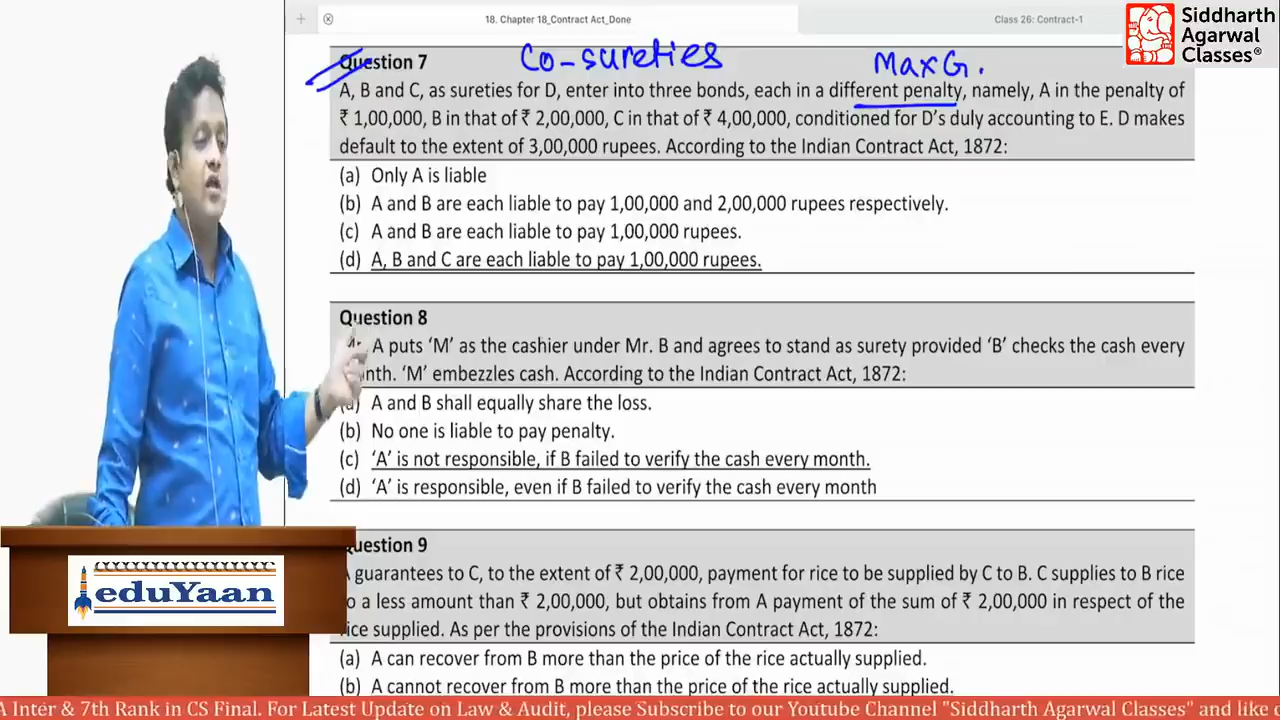 18. Chapter 18_Contract Act_Done
Class 26: Contract-1
Siddharth
Agarwal
Classes®
Co-sureties
Max G.
Question 7
A, B and C, as sureties for D, enter into three bonds, each in a different penalty, namely, A in the penalty of
₹ 1,00,000, B in that of ₹ 2,00,000, C in that of ₹ 4,00,000, conditioned for D's duly accounting to E. D makes
default to the extent of 3,00,000 rupees. According to the Indian Contract Act, 1872:
(a) Only A is liable
(b) A and B are each liable to pay 1,00,000 and 2,00,000 rupees respectively.
(c) A and B are each liable to pay 1,00,000 rupees.
(d) A, B and C are each liable to pay 1,00,000 rupees.
Question 8
A puts 'M' as the cashier under Mr. B and agrees to stand as surety provided 'B' checks the cash every
nth. 'M' embezzles cash. According to the Indian Contract Act, 1872:
A and B shall equally share the loss.
(b) No one is liable to pay penalty.
(c) 'A' is not responsible, if B failed to verify the cash every month.
(d) 'A' is responsible, even if B failed to verify the cash every month
uestion 9
guarantees to C, to the extent of ₹ 2,00,000, payment for rice to be supplied by C to B. C supplies to B rice
o a less amount than ₹ 2,00,000, but obtains from A payment of the sum of ₹ 2,00,000 in respect of the
rice supplied. As per the provisions of the Indian Contract Act, 1872:
(a) A can recover from B more than the price of the rice actually supplied.
(b) A cannot recover from B more than the price of the rice actually supplied.
eduYaan
A Inter & 7th Rank in CS Final. For Latest Update on Law & Audit, please Subscribe to our Youtube Channel "Siddharth Agarwal Classes" and like